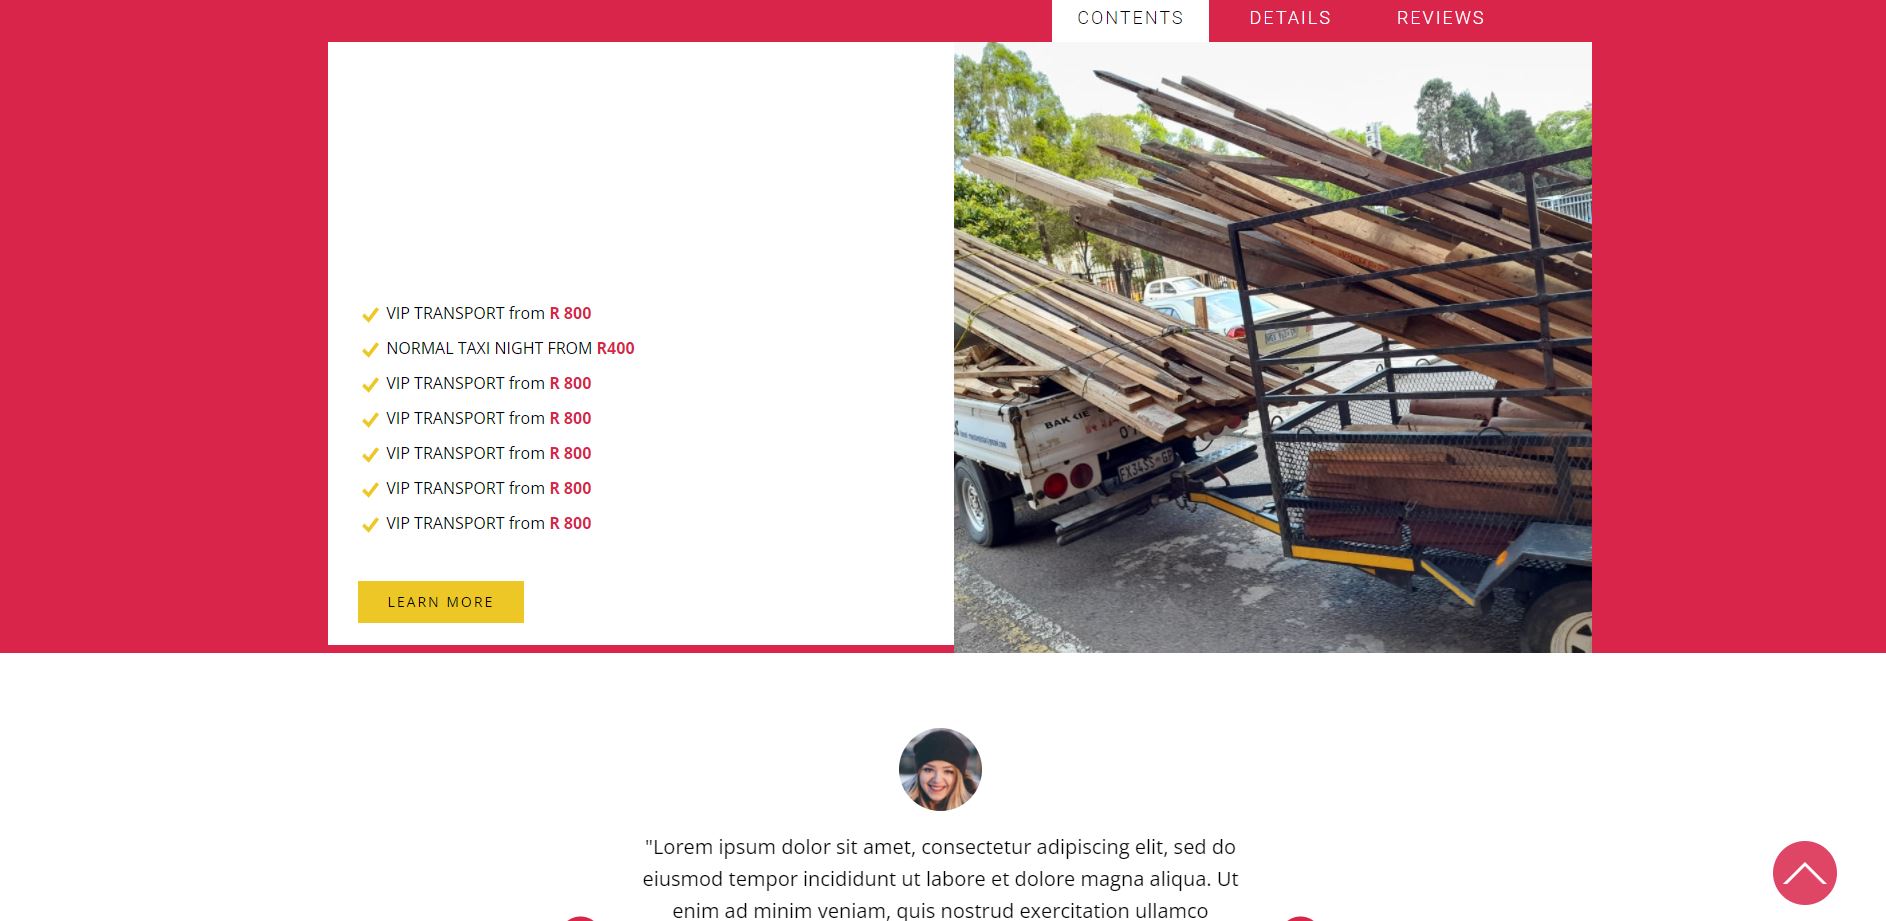 CONTENTS DETAILS REVIEWS
VIP TRANSPORT from R 800
NORMAL TAXI NIGHT FROM R400
VIP TRANSPORT from R 800
VIP TRANSPORT from R 800
VIP TRANSPORT from R 800
VIP TRANSPORT from R 800
VIP TRANSPORT from R 800
BAKKIE
LEARN MORE
"Lorem ipsum dolor sit amet, consectetur adipiscing elit, sed do
eiusmod tempor incididunt ut labore et dolore magna aliqua. Ut
enim ad minim veniam, quis nostrud exercitation ullamco